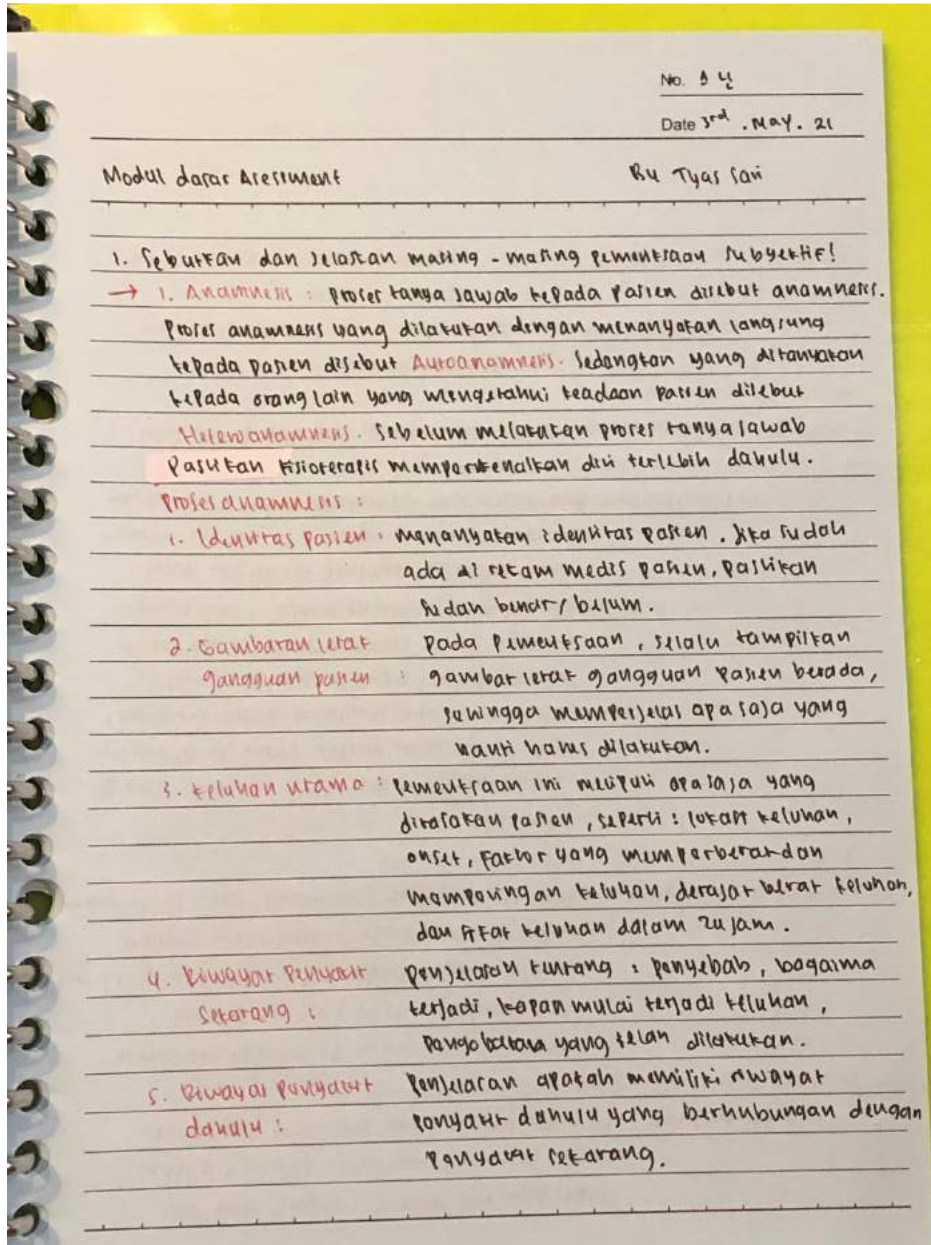 No.
Date 3rd . May . 21
Modul dasar Assessment Bu Tyas Sari
1. Sebutkan dan jelaskan masing - masing pemeriksaan subyektif!
→ 1. Anamnesis : Proses tanya jawab kepada pasien disebut anamnesis.
Proses anamnesis yang dilakukan dengan menanyakan langsung
kepada pasien disebut Autoanamnesis. Sedangkan yang ditanyakan
kepada orang lain yang mengetahui keadaan pasien disebut
Heteroanamnesis. Sebelum melakukan proses tanya jawab
Pastikan fisioterapis memperkenalkan diri terlebih dahulu.
Proses anamnesis :
1. Identitas pasien : menanyakan identitas pasien. Jika sudah
ada di rekam medis pasien, pastikan
sudah benar / belum.
2. Gambaran letak Pada pemeriksaan, selalu tampilkan
gangguan pasien : gambar letak gangguan pasien berada,
sehingga memperjelas apa saja yang
nanti harus dilakukan.
3. Keluhan utama : Pemeriksaan ini meliputi apa saja yang
dirasakan pasien, seperti : lokasi keluhan,
onset, faktor yang memperberat dan
memperingan keluhan, derajat berat keluhan,
dan sifat keluhan dalam 24 jam.
4. Riwayat Penyakit Penjelasan tentang : penyebab, bagaima
Sekarang : terjadi, kapan mulai terjadi keluhan,
yang telah dilakukan.
5. Riwayat Penyakit Penjelasan apakah memiliki riwayat
dahulu : penyakit dahulu yang berhubungan dengan
Penyakit sekarang.